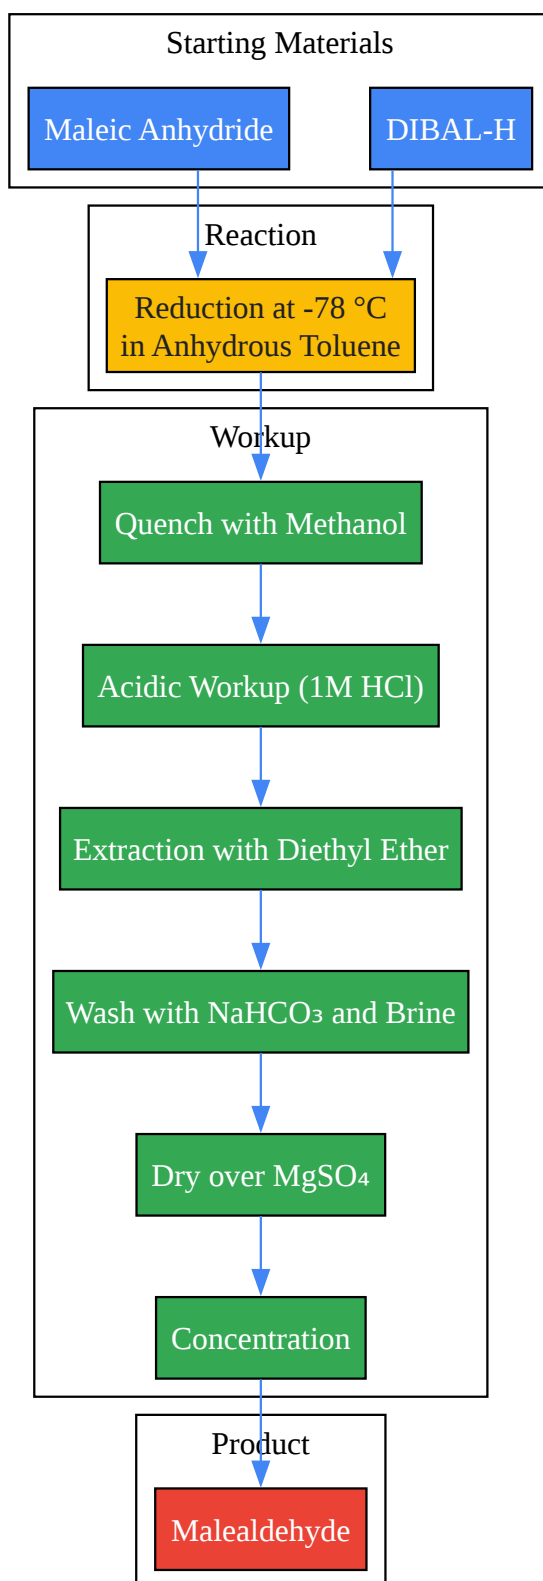 Starting Materials
Maleic Anhydride
DIBAL-H
Reaction
Reduction at -78 °C
in Anhydrous Toluene
Workup
Quench with Methanol
Acidic Workup (1M HCl)
Extraction with Diethyl Ether
Wash with NaHCO₃ and Brine
Dry over MgSO₄
Concentration
Product
Malealdehyde